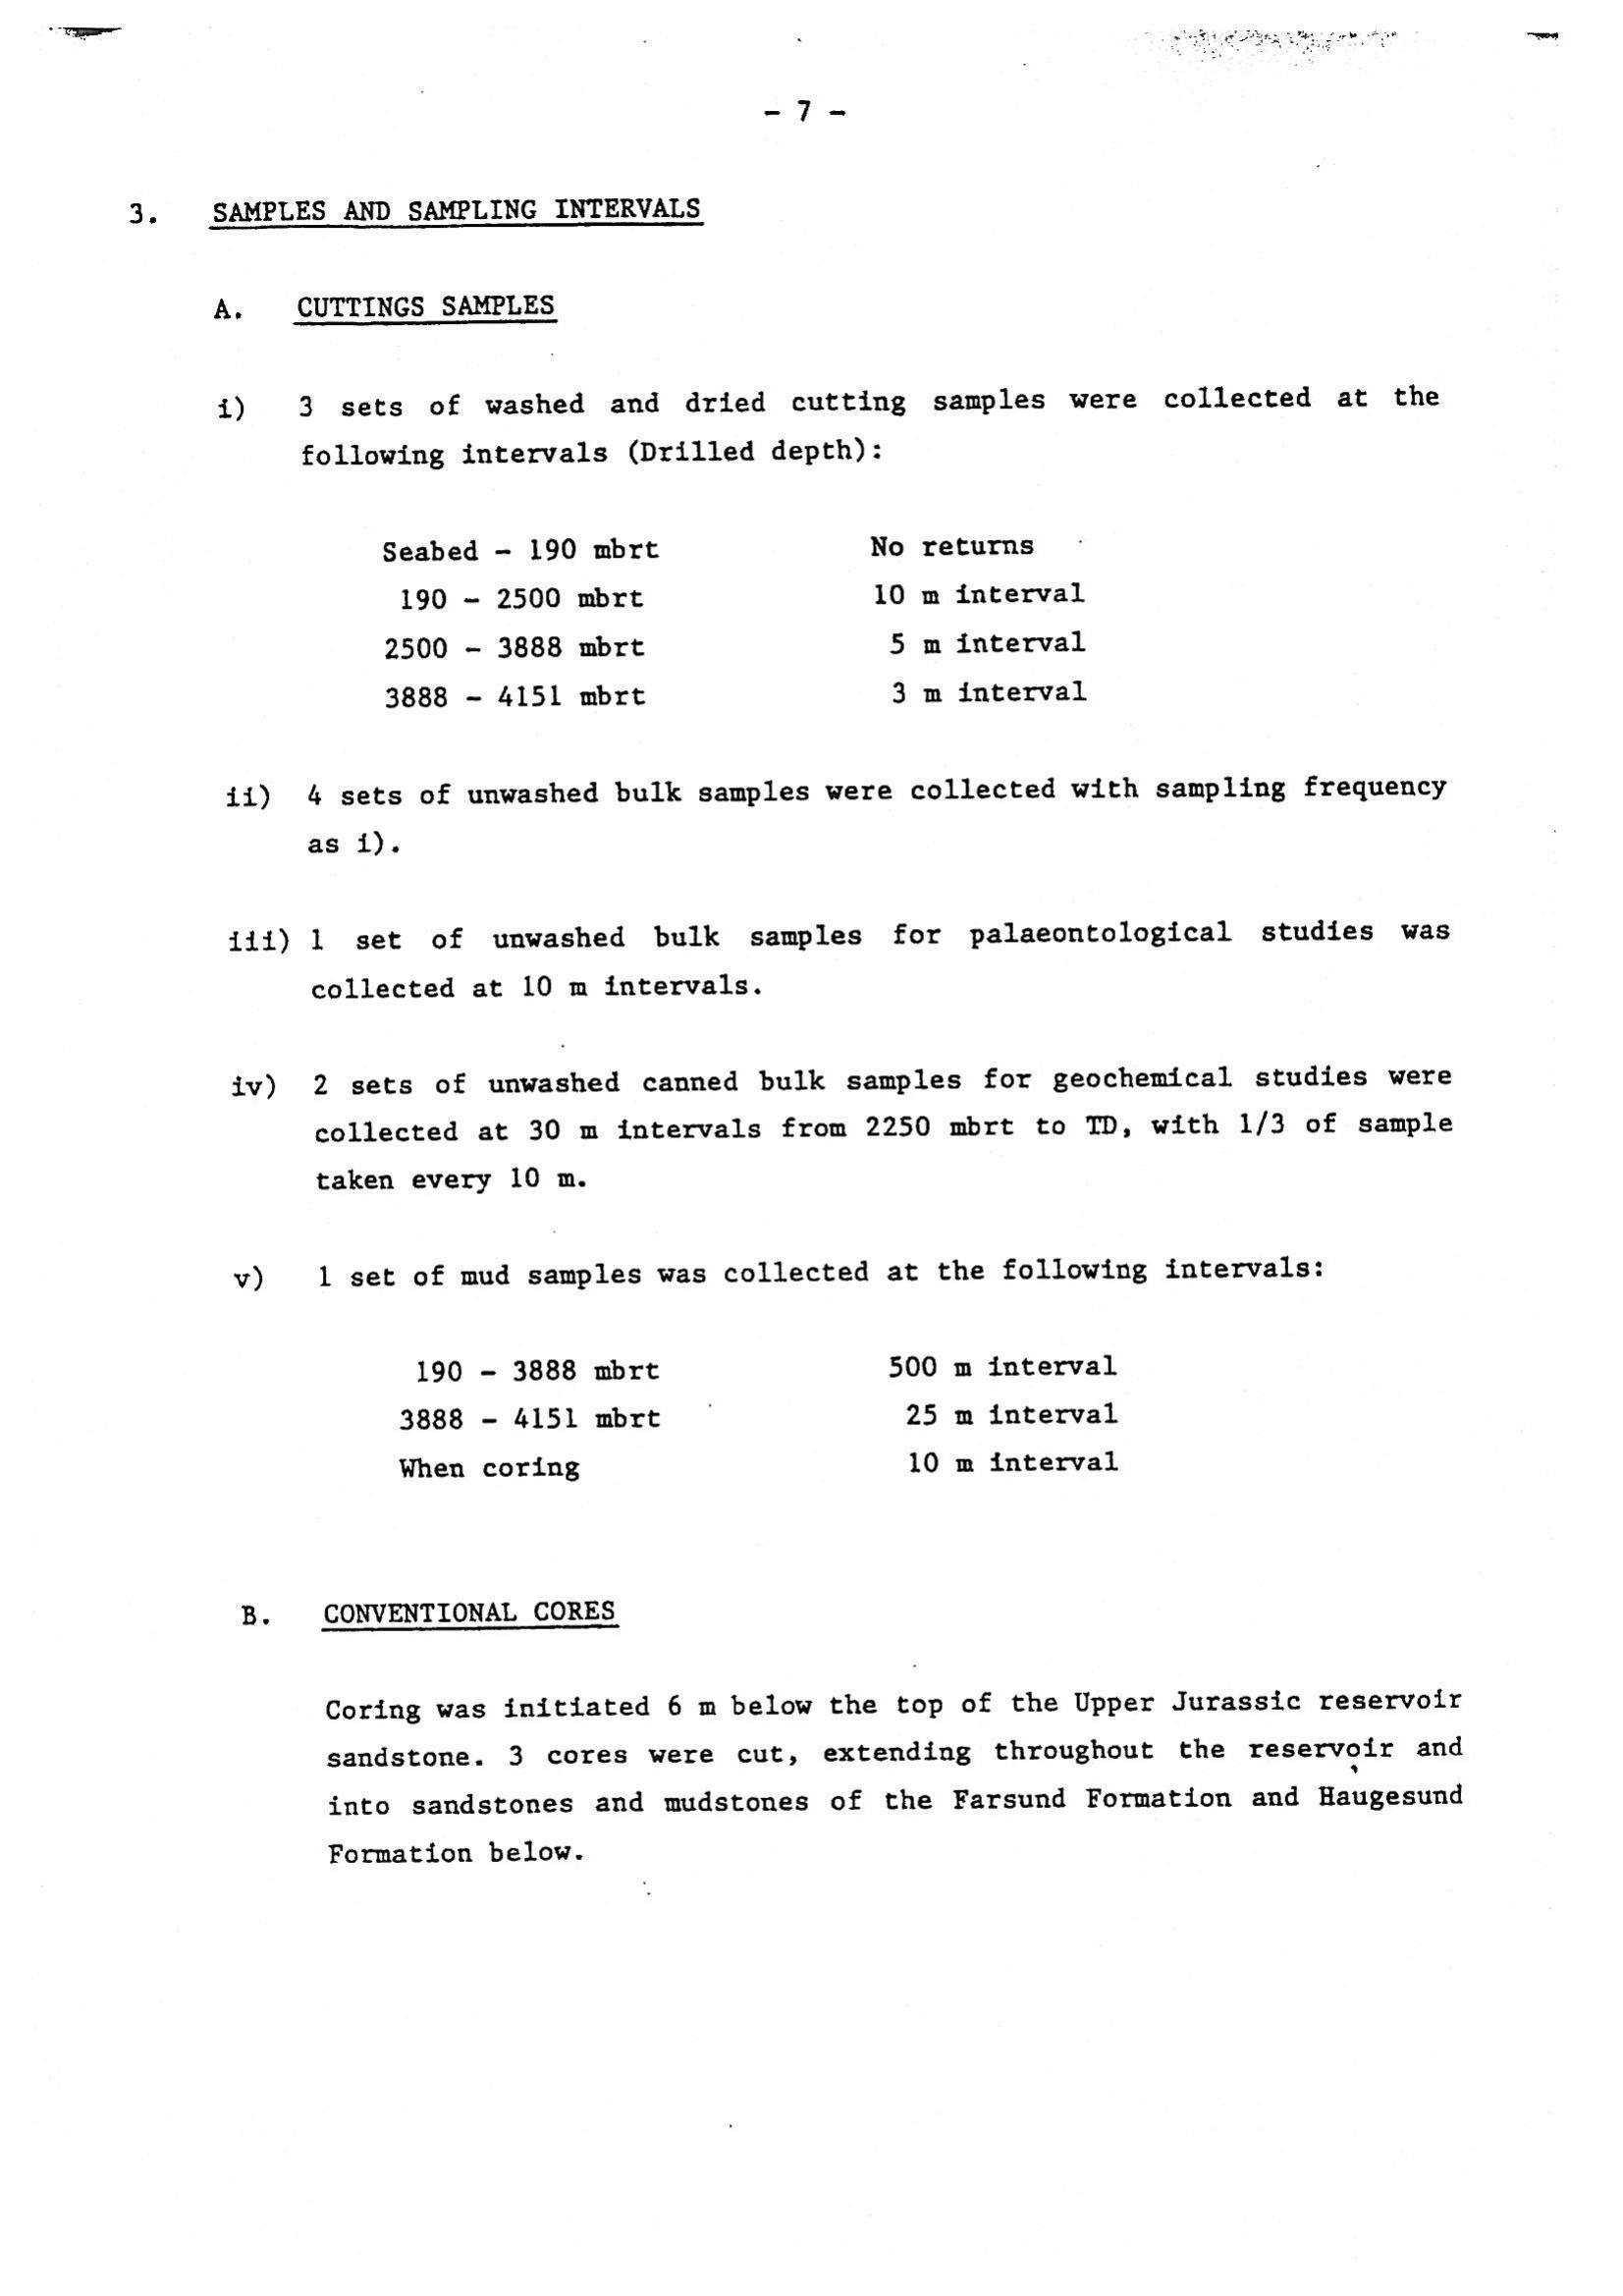 - 7 -
3. SAMPLES AND SAMPLING INTERVALS
A. CUTTINGS SAMPLES
i) 3 sets of washed and dried cutting samples were collected at the
following intervals (Drilled depth):
Seabed - 190 mbrt No returns
190 - 2500 mbrt 10 m interval
2500 - 3888 mbrt 5 m interval
3888 - 4151 mbrt 3 m interval
ii) 4 sets of unwashed bulk samples were collected with sampling frequency
as i).
iii) 1 set of unwashed bulk samples for palaeontological studies was
collected at 10 m intervals.
iv) 2 sets of unwashed canned bulk samples for geochemical studies were
collected at 30 m intervals from 2250 mbrt to TD, with 1/3 of sample
taken every 10 m.
v) 1 set of mud samples was collected at the following intervals:
190 - 3888 mbrt 500 m interval
3888 - 4151 mbrt 25 m interval
When coring 10 m interval
B. CONVENTIONAL CORES
Coring was initiated 6 m below the top of the Upper Jurassic reservoir
sandstone. 3 cores were cut, extending throughout the reservoir and
into sandstones and mudstones of the Farsund Formation and Haugesund
Formation below.